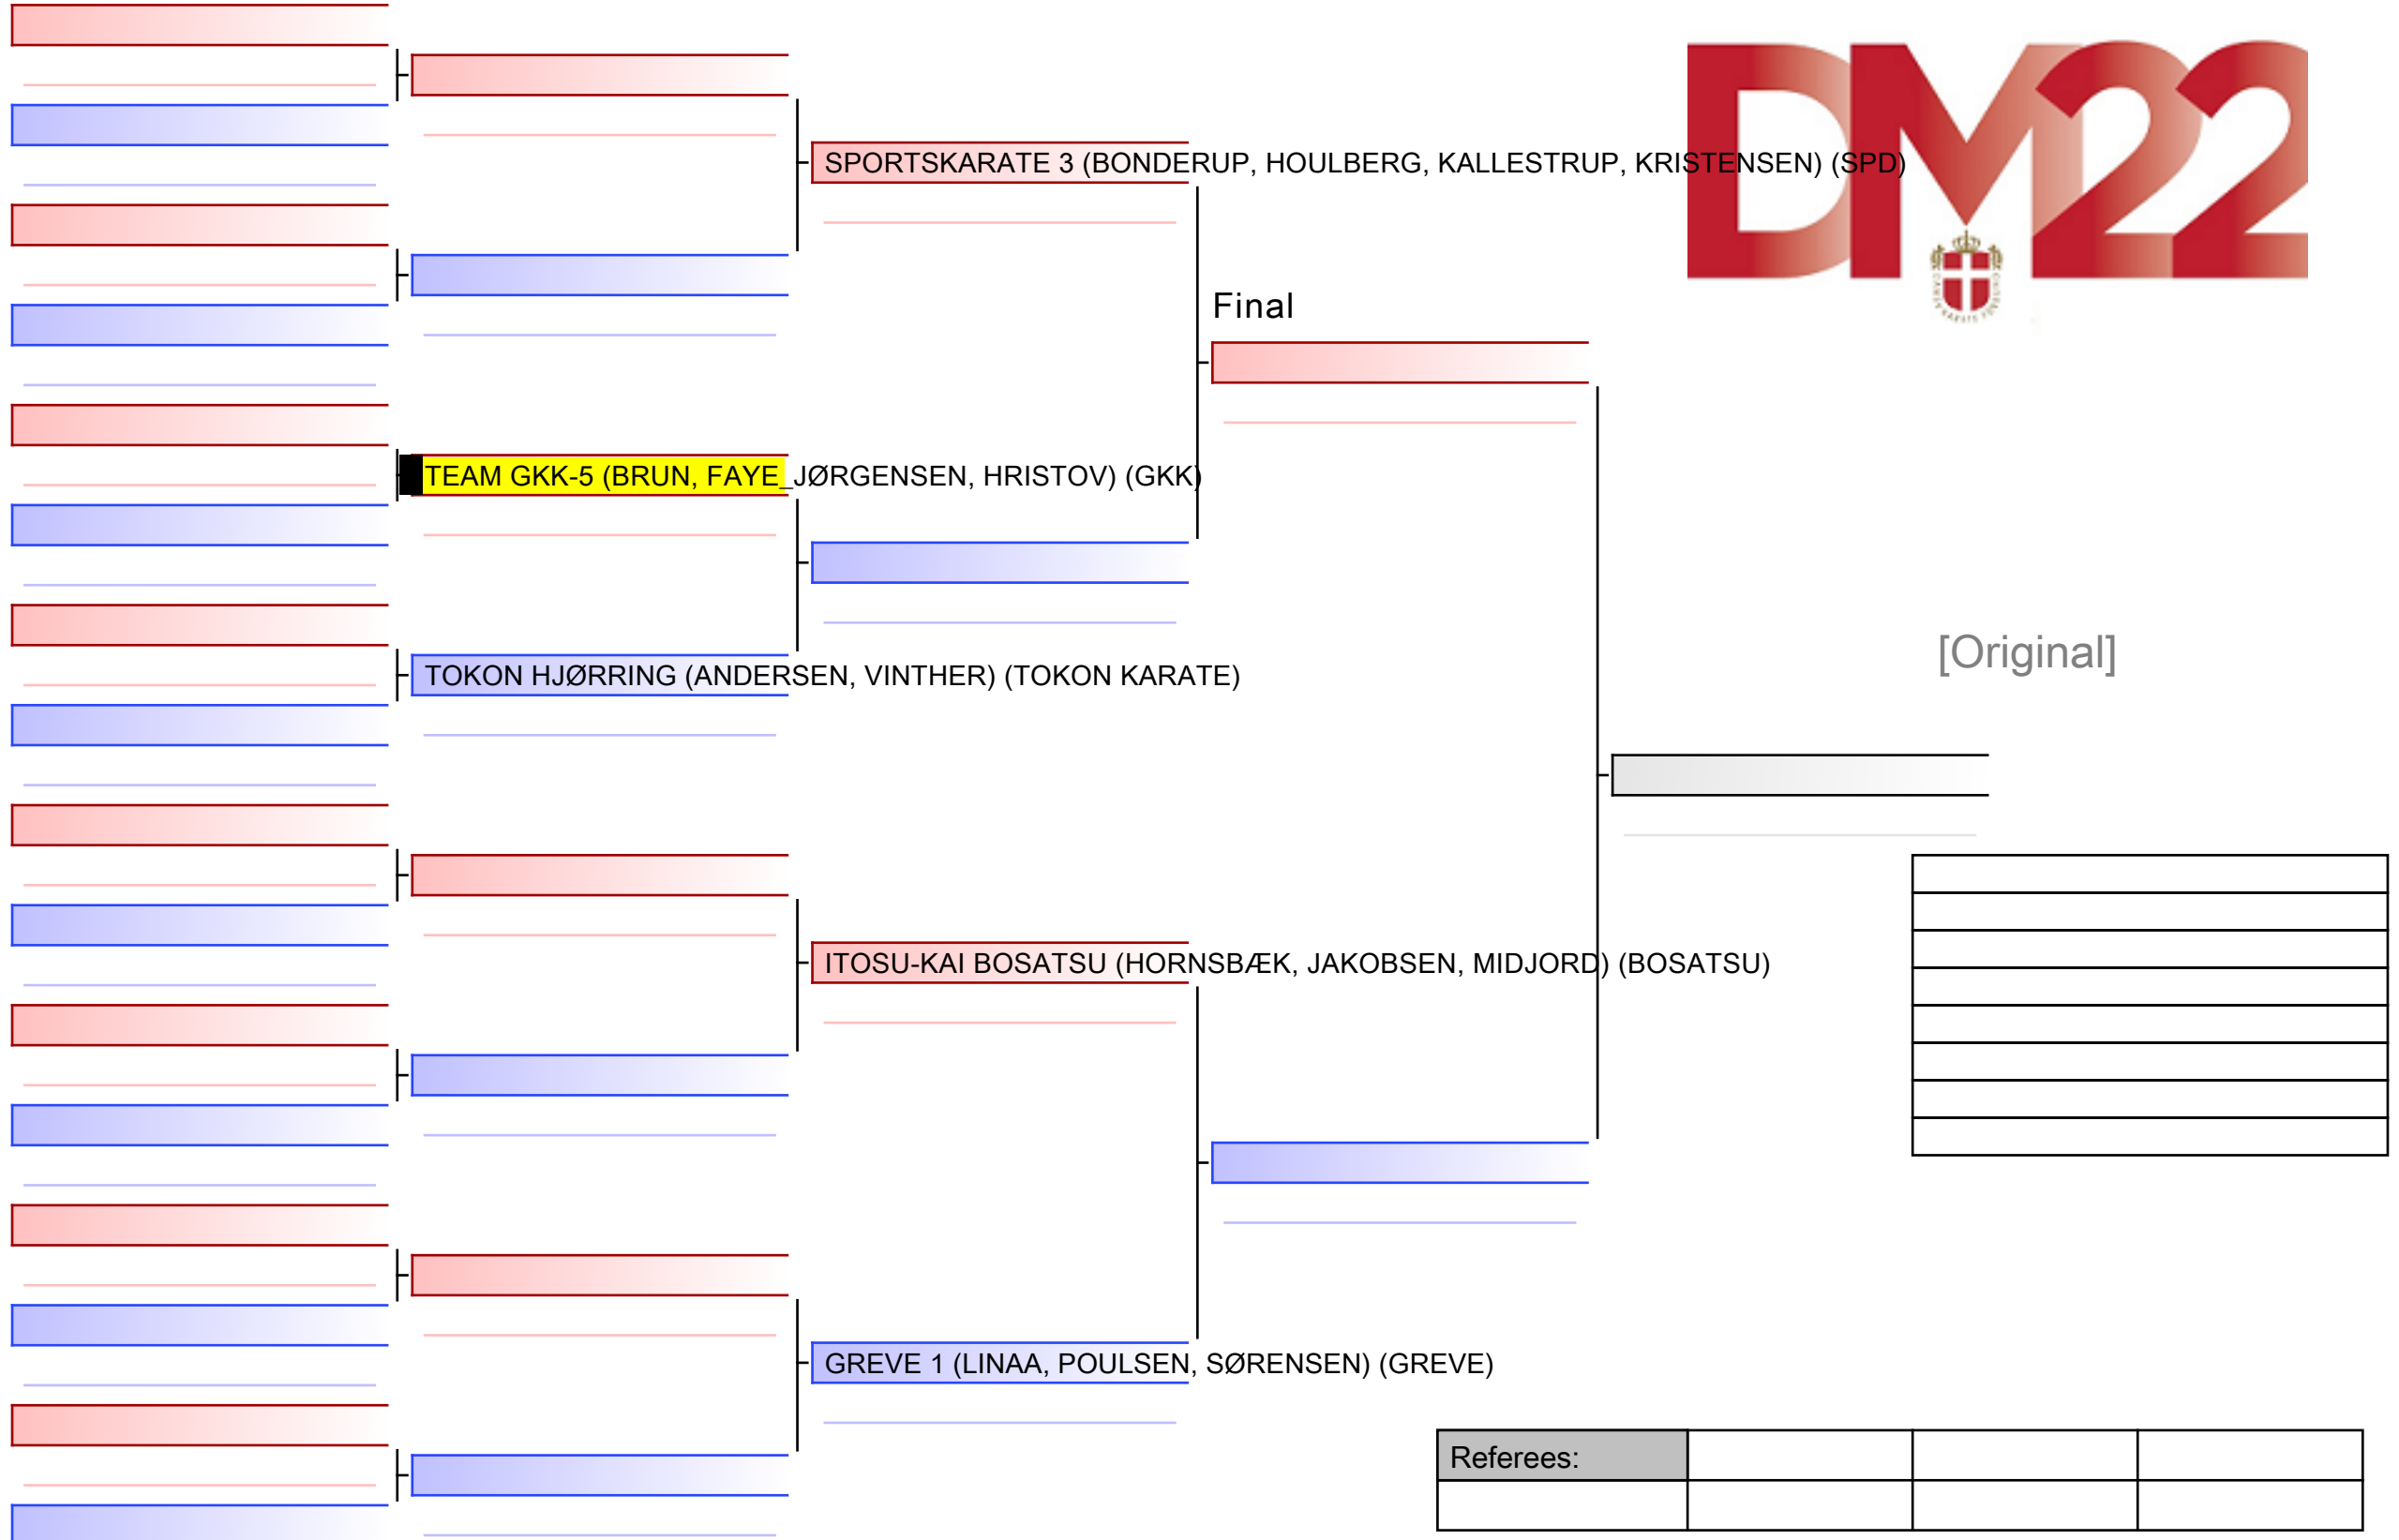 DM22
SPORTSKARATE 3 (BONDERUP, HOULBERG, KALLESTRUP, KRISTENSEN) (SPD)
Final
TEAM GKK-5 (BRUN, FAYE_JØRGENSEN, HRISTOV) (GKK)
[Original]
TOKON HJØRRING (ANDERSEN, VINTHER) (TOKON KARATE)
ITOSU-KAI BOSATSU (HORNSBÆK, JAKOBSEN, MIDJORD) (BOSATSU)
GREVE 1 (LINAA, POULSEN, SØRENSEN) (GREVE)
Referees: